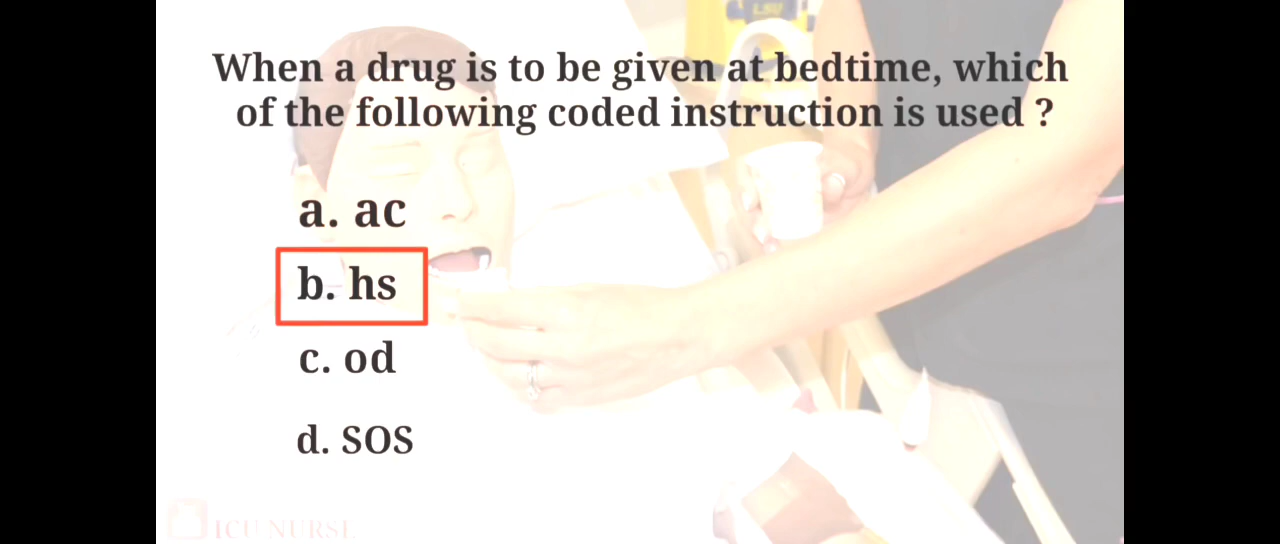 When a drug is to be given at bedtime, which
of the following coded instruction is used ?
a. ac
b. hs
c. od
d. SOS
ICU NURSE
LSU